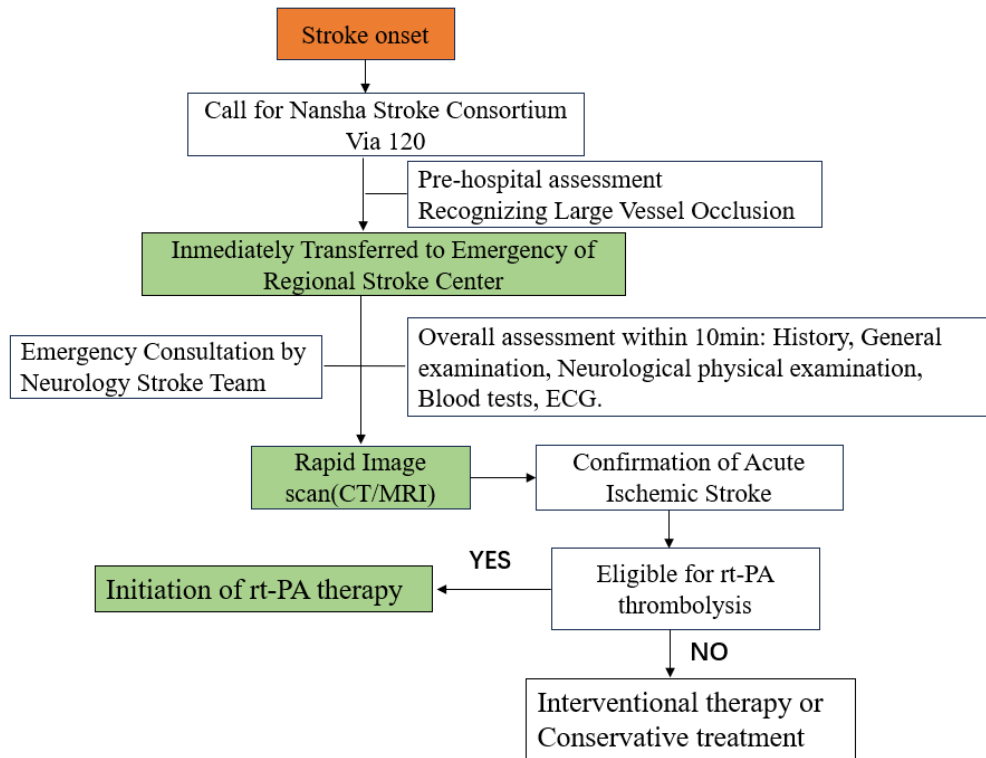 Stroke onset
Call for Nansha Stroke Consortium
Via 120
Pre-hospital assessment
Recognizing Large Vessel Occlusion
Inmediately Transferred to Emergency of
Regional Stroke Center
Emergency Consultation by
Neurology Stroke Team
Overall assessment within 10min: History, General
examination, Neurological physical examination,
Blood tests, ECG.
Rapid Image
scan(CT/MRI)
Confirmation of Acute
Ischemic Stroke
YES
Initiation of rt-PA therapy
Eligible for rt-PA
thrombolysis
NO
Interventional therapy or
Conservative treatment